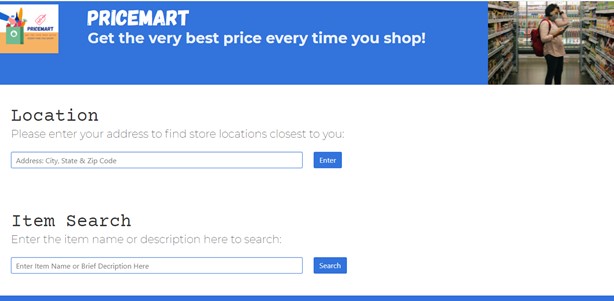 PRICEMART
PRICEMART
Get the very best price every time you shop!
Location
Please enter your address to find store locations closest to you:
Address: City, State & Zip Code
Enter
Item Search
Enter the item name or description here to search:
Enter Item Name or Brief Decription Here
Search